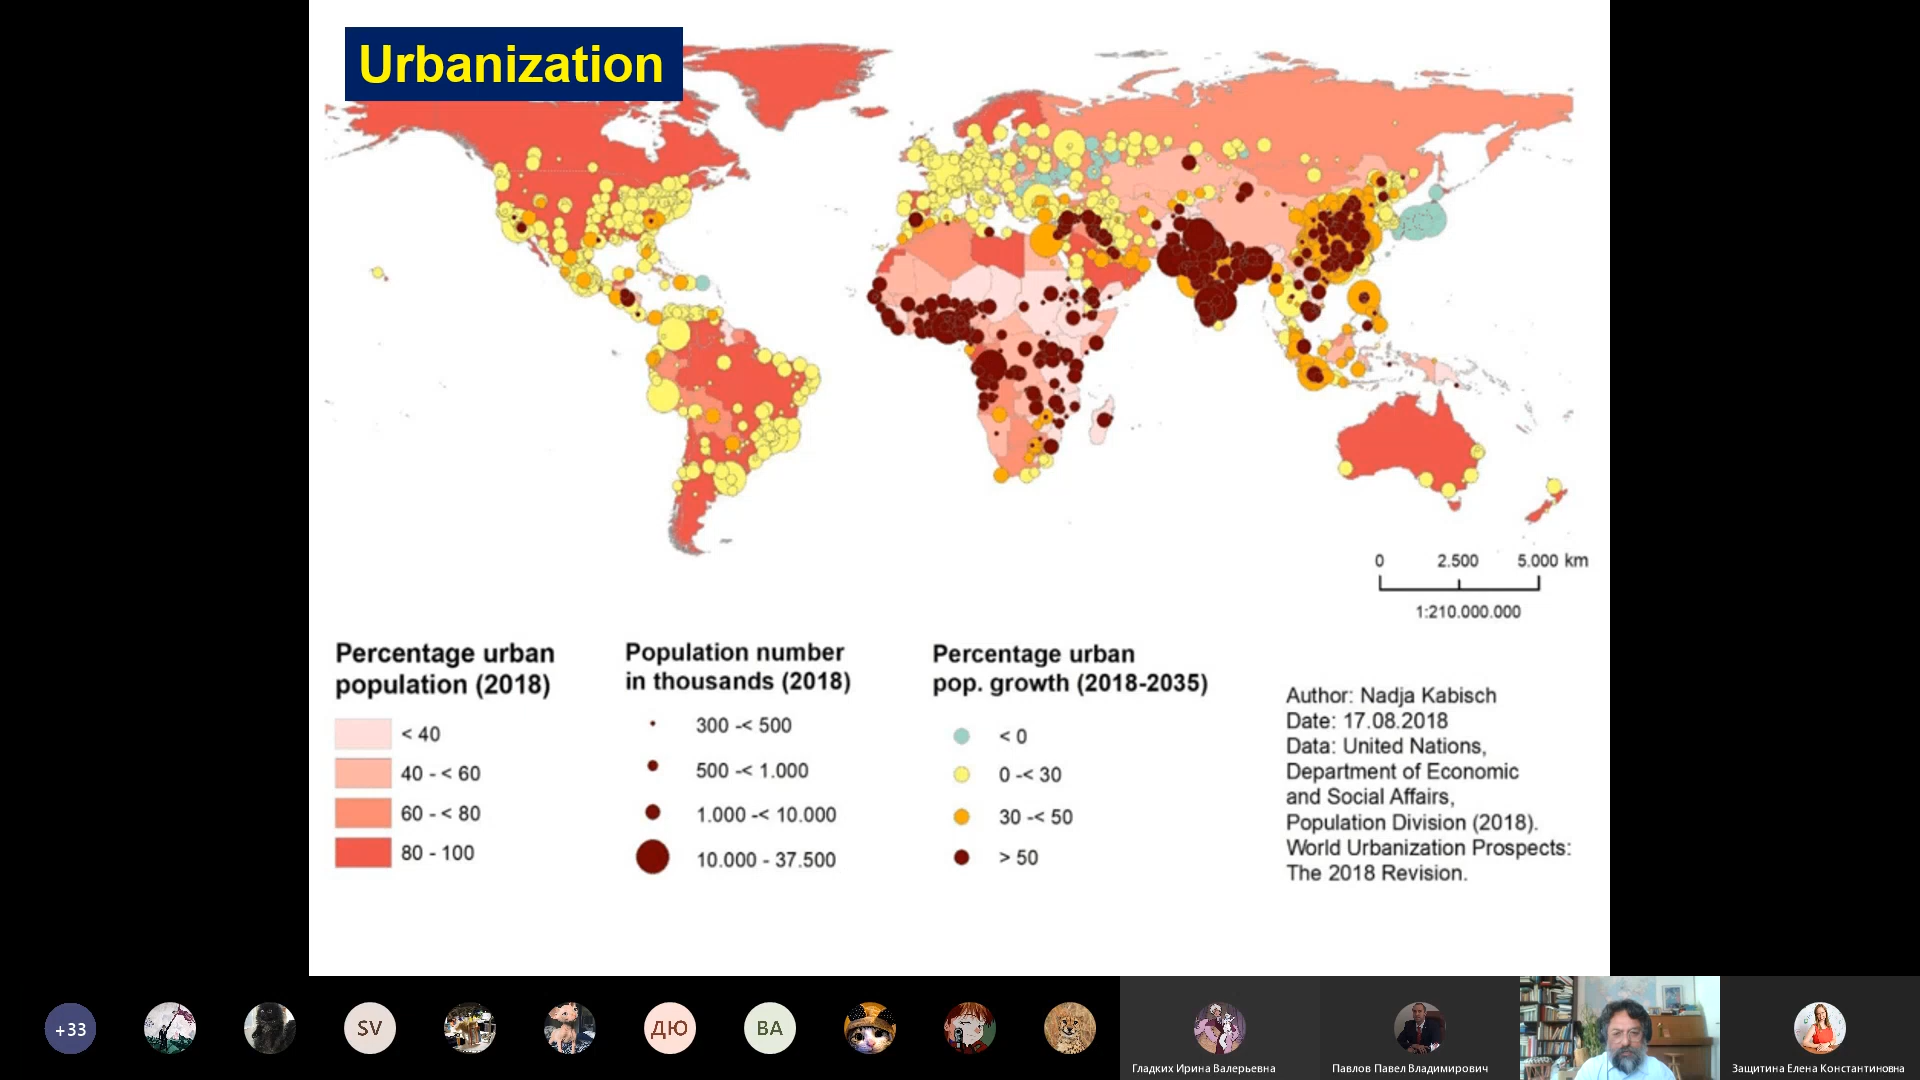 Urbanization
0 2.500 5.000 km
1:210.000.000
Percentage urban
population (2018)
< 40
40 - < 60
60 - < 80
80 - 100
Population number
in thousands (2018)
300 -< 500
500 -< 1.000
1.000 -< 10.000
10.000 - 37.500
Percentage urban
pop. growth (2018-2035)
< 0
0 -< 30
30 -< 50
> 50
Author: Nadja Kabisch
Date: 17.08.2018
Data: United Nations,
Department of Economic
and Social Affairs,
Population Division (2018).
World Urbanization Prospects:
The 2018 Revision.
+33
SV
ДЮ
ВА
Гладких Ирина Валерьевна
Павлов Павел Владимирович
Защитина Елена Константиновна